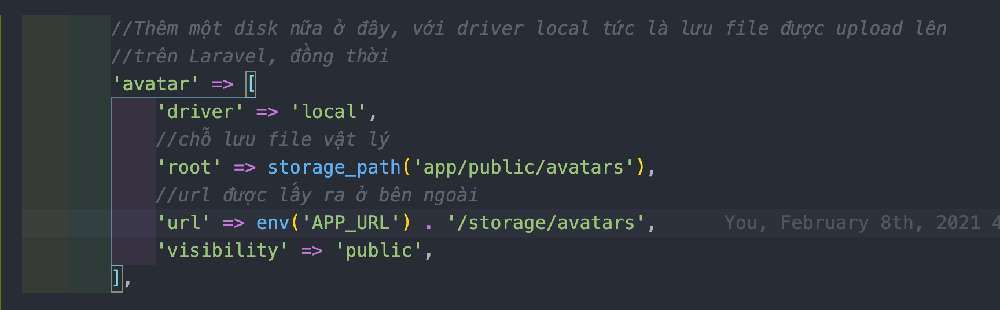 //Thêm một disk nữa ở đây, với driver local tức là lưu file được upload lên
//trên Laravel, đồng thời
'avatar' => [
'driver' => 'local',
//chỗ lưu file vật lý
'root' => storage_path('app/public/avatars'),
//url được lấy ra ở bên ngoài
'url' => env('APP_URL') . '/storage/avatars', You, February 8th, 2021 4
'visibility' => 'public',
],